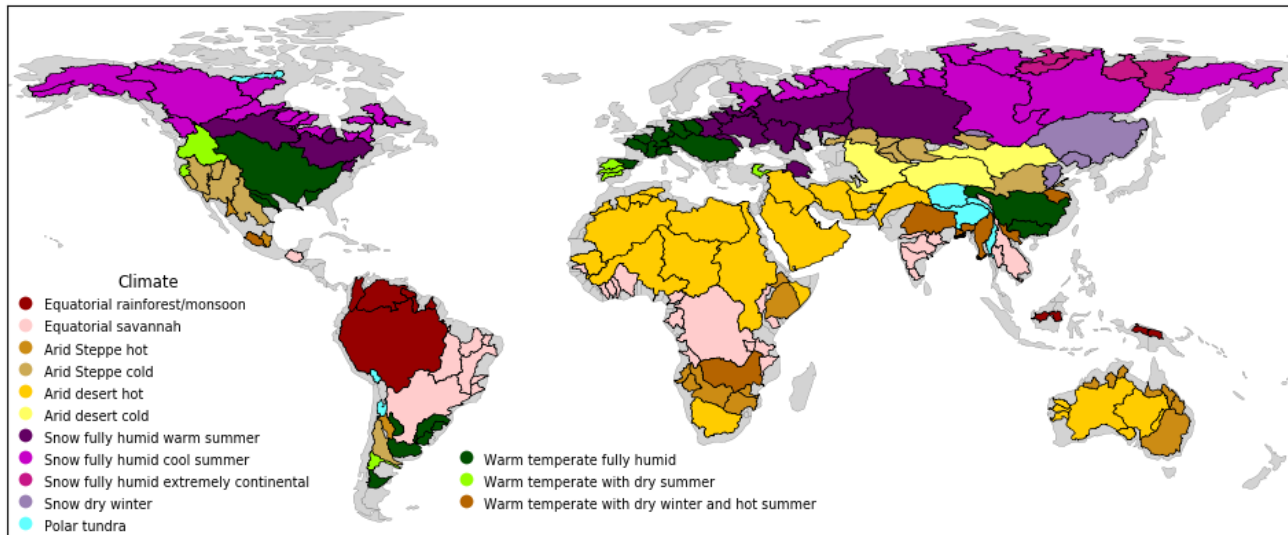 Climate
Equatorial rainforest/monsoon
Equatorial savannah
Arid Steppe hot
Arid Steppe cold
Arid desert hot
Arid desert cold
Snow fully humid warm summer
Snow fully humid cool summer
Snow fully humid extremely continental
Snow dry winter
Polar tundra
Warm temperate fully humid
Warm temperate with dry summer
Warm temperate with dry winter and hot summer